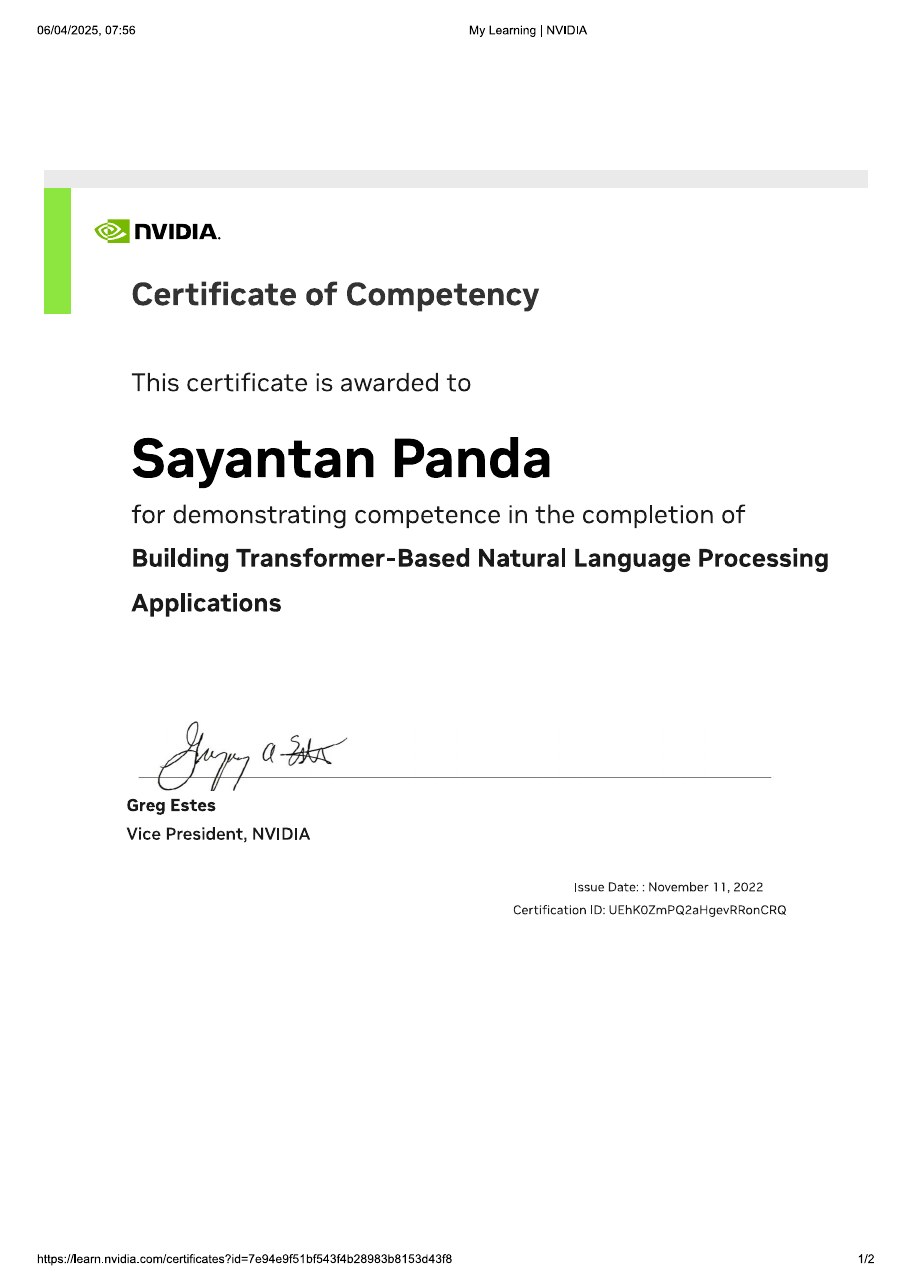 06/04/2025, 07:56
My Learning | NVIDIA
NVIDIA.
Certificate of Competency
This certificate is awarded to
Sayantan Panda
for demonstrating competence in the completion of
Building Transformer-Based Natural Language Processing
Applications
Greg Estes
Vice President, NVIDIA
Issue Date: : November 11, 2022
Certification ID: UEhK0ZmPQ2aHgevRRonCRQ
https://learn.nvidia.com/certificates?id=7e94e9f51bf543f4b28983b8153d43f8
1/2